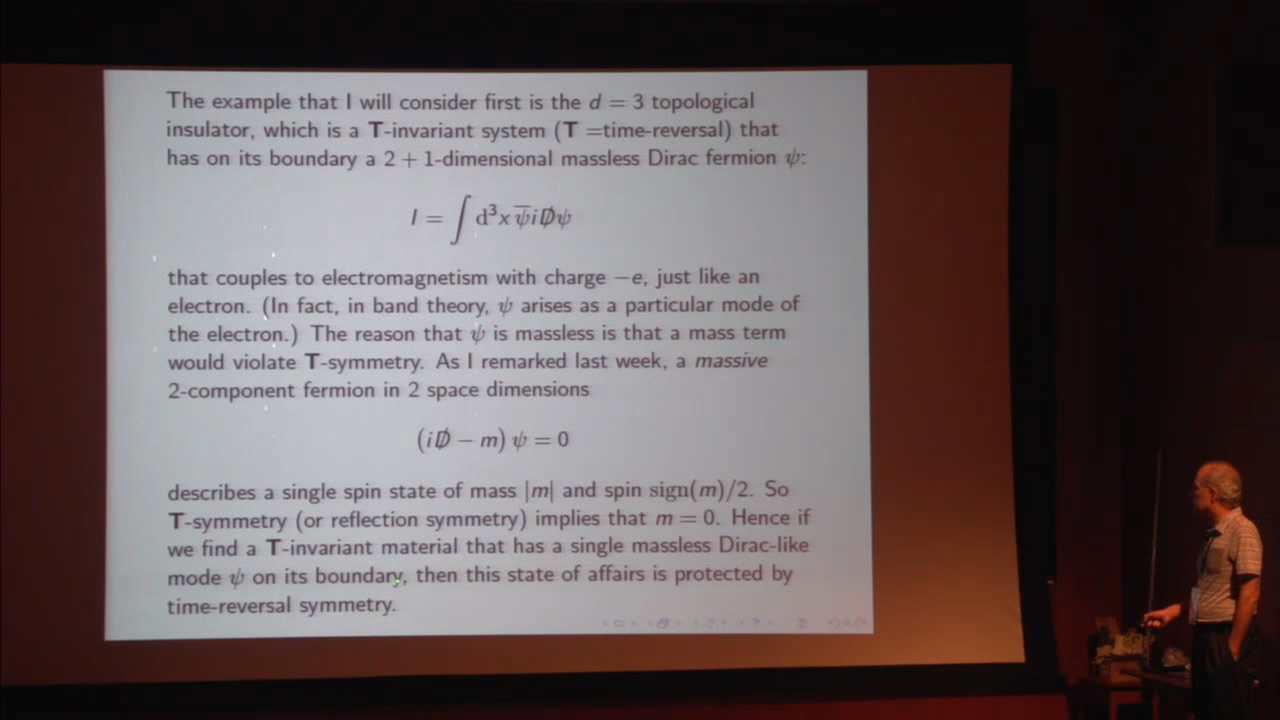 The example that I will consider first is the d = 3 topological
insulator, which is a T-invariant system (T =time-reversal) that
has on its boundary a 2 + 1-dimensional massless Dirac fermion ψ:
I = ∫ d³x ψ̅iD̸ψ
that couples to electromagnetism with charge −e, just like an
electron. (In fact, in band theory, ψ arises as a particular mode of
the electron.) The reason that ψ is massless is that a mass term
would violate T-symmetry. As I remarked last week, a massive
2-component fermion in 2 space dimensions
(iD̸ − m) ψ = 0
describes a single spin state of mass |m| and spin sign(m)/2. So
T-symmetry (or reflection symmetry) implies that m = 0. Hence if
we find a T-invariant material that has a single massless Dirac-like
mode ψ on its boundary, then this state of affairs is protected by
time-reversal symmetry.